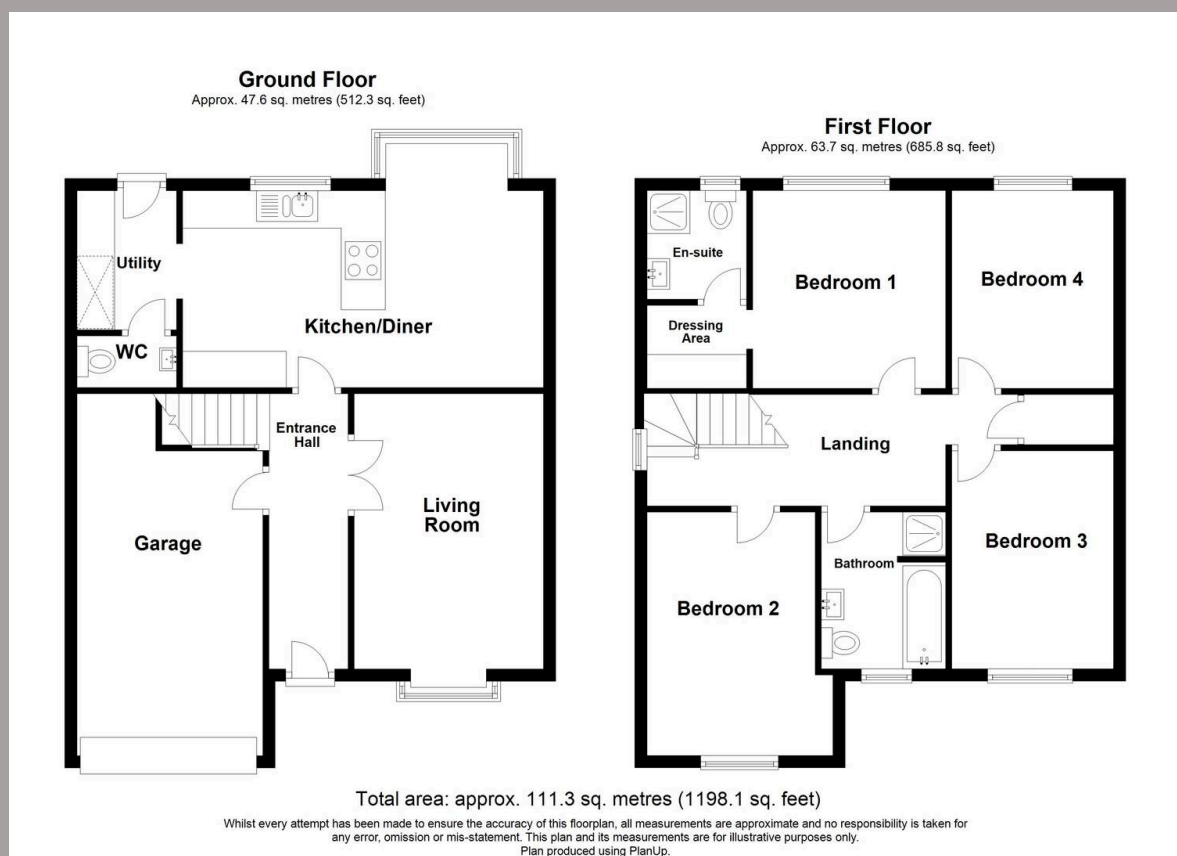 Ground Floor
Approx. 47.6 sq. metres (512.3 sq. feet)
Utility
WC
Kitchen/Diner
Entrance
Hall
Garage
Living
Room
First Floor
Approx. 63.7 sq. metres (685.8 sq. feet)
En-suite
Dressing
Area
Bedroom 1
Bedroom 4
Landing
Bedroom 2
Bathroom
Bedroom 3
Total area: approx. 111.3 sq. metres (1198.1 sq. feet)
Whilst every attempt has been made to ensure the accuracy of this floorplan, all measurements are approximate and no responsibility is taken for
any error, omission or mis-statement. This plan and its measurements are for illustrative purposes only.
Plan produced using PlanUp.